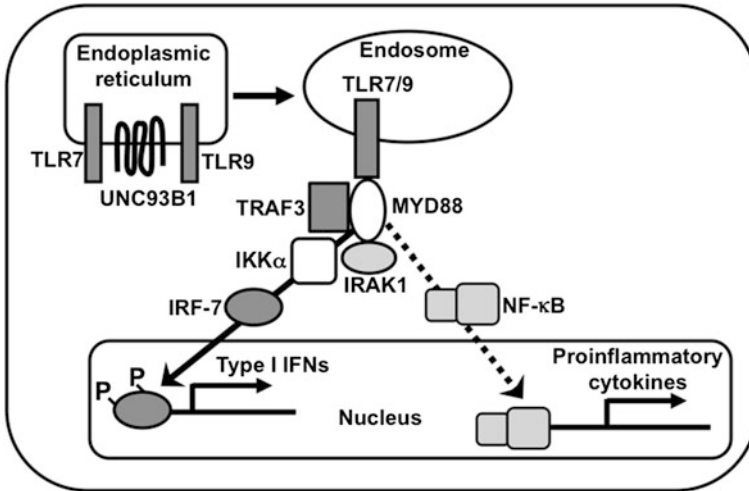 Endoplasmic
reticulum
Endosome
TLR7/9
TLR7
TLR9
UNC93B1
TRAF3
MYD88
IKKα
IRAK1
IRF-7
NF-κB
P
P
Type I IFNs
Proinflammatory
cytokines
Nucleus